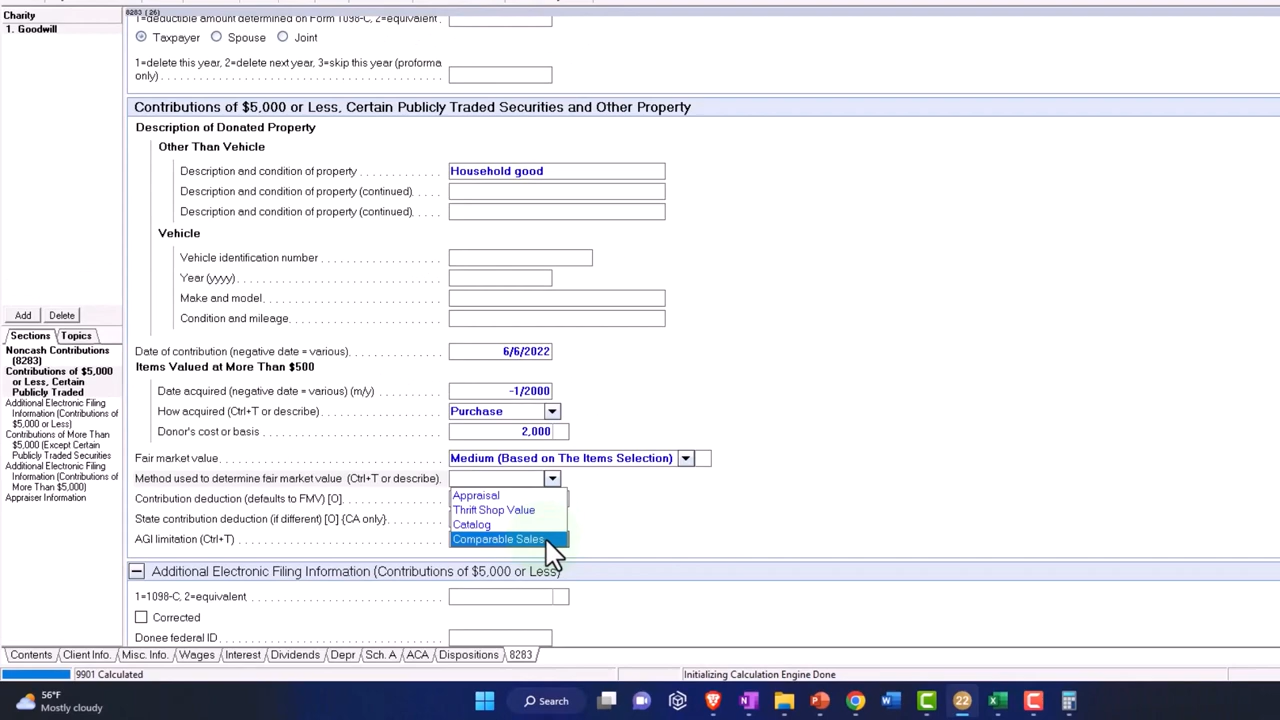 Charity
1. Goodwill
8283 (26)
1=deductible amount determined on Form 1098-C, 2=equivalent
Taxpayer Spouse Joint
1=delete this year, 2=delete next year, 3=skip this year (proforma
only)
Contributions of $5,000 or Less, Certain Publicly Traded Securities and Other Property
Description of Donated Property
Other Than Vehicle
Description and condition of property Household good
Description and condition of property (continued)
Description and condition of property (continued)
Vehicle
Vehicle identification number
Year (yyyy)
Make and model
Condition and mileage
Date of contribution (negative date = various) 6/6/2022
Items Valued at More Than $500
Date acquired (negative date = various) (m/y) -1/2000
How acquired (Ctrl+T or describe) Purchase
Donor's cost or basis 2,000
Fair market value Medium (Based on The Items Selection)
Method used to determine fair market value (Ctrl+T or describe)
Contribution deduction (defaults to FMV) [O]
State contribution deduction (if different) [O] {CA only}
AGI limitation (Ctrl+T)
Appraisal
Thrift Shop Value
Catalog
Comparable Sales
Additional Electronic Filing Information (Contributions of $5,000 or Less)
1=1098-C, 2=equivalent
Corrected
Donee federal ID
Add Delete
Sections Topics
Noncash Contributions
(8283)
Contributions of $5,000
or Less, Certain
Publicly Traded
Additional Electronic Filing
Information (Contributions of
$5,000 or Less)
Contributions of More Than
$5,000 (Except Certain
Publicly Traded Securities
Additional Electronic Filing
Information (Contributions of
More Than $5,000)
Appraiser Information
Contents Client Info. Misc. Info. Wages Interest Dividends Depr Sch. A ACA Dispositions 8283
9901 Calculated Initializing Calculation Engine Done
56°F
Mostly cloudy
Search
22